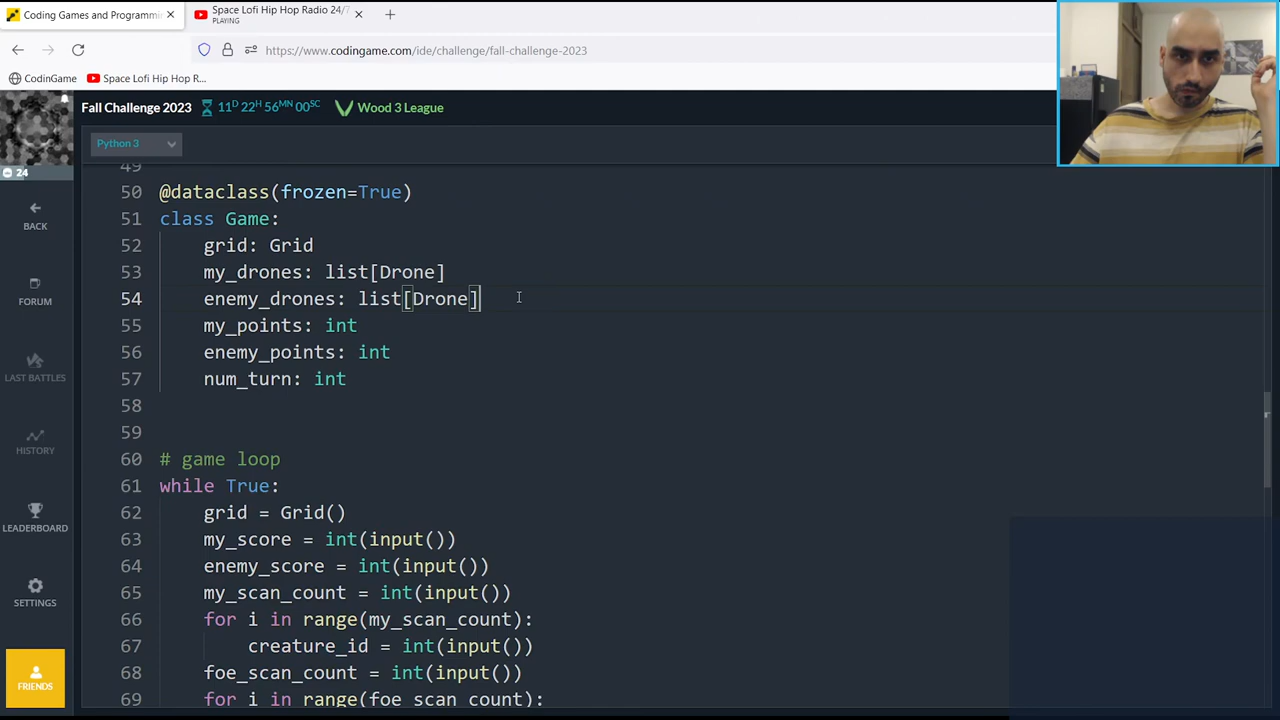 Coding Games and Programmin
Space Lofi Hip Hop Radio 24/7
PLAYING
https://www.codingame.com/ide/challenge/fall-challenge-2023
CodinGame
Space Lofi Hip Hop R...
Fall Challenge 2023
11D 22H 56MN 00SC
Wood 3 League
Python 3
24
BACK
FORUM
LAST BATTLES
HISTORY
LEADERBOARD
SETTINGS
FRIENDS
49
50 @dataclass(frozen=True)
51 class Game:
52 grid: Grid
53 my_drones: list[Drone]
54 enemy_drones: list[Drone]
55 my_points: int
56 enemy_points: int
57 num_turn: int
58
59
60 # game loop
61 while True:
62 grid = Grid()
63 my_score = int(input())
64 enemy_score = int(input())
65 my_scan_count = int(input())
66 for i in range(my_scan_count):
67 creature_id = int(input())
68 foe_scan_count = int(input())
69 for i in range(foe_scan_count):